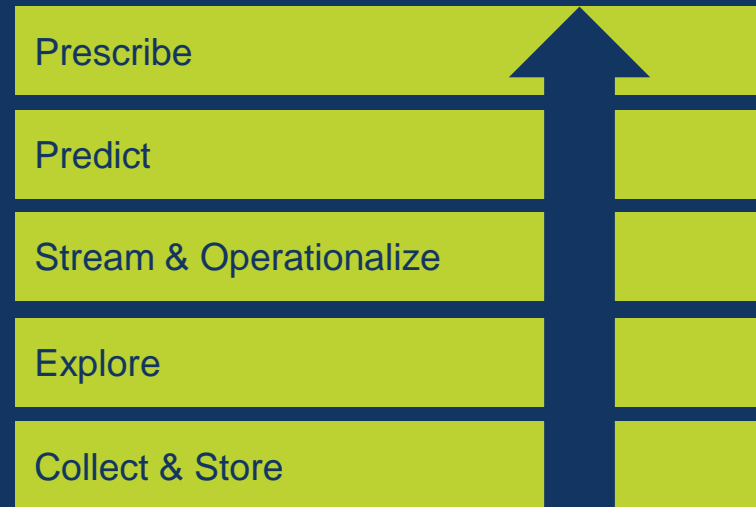 Prescribe
Predict
Stream & Operationalize
Explore
Collect & Store